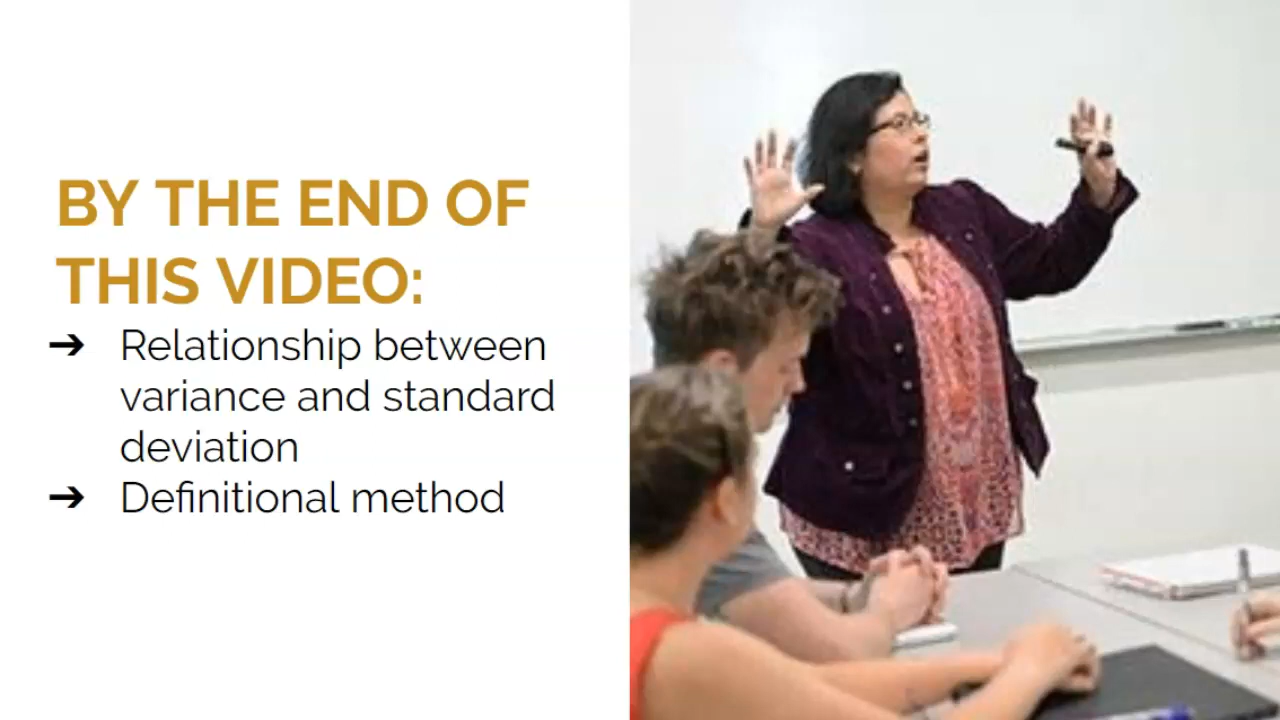 BY THE END OF
THIS VIDEO:
➔ Relationship between
variance and standard
deviation
➔ Definitional method